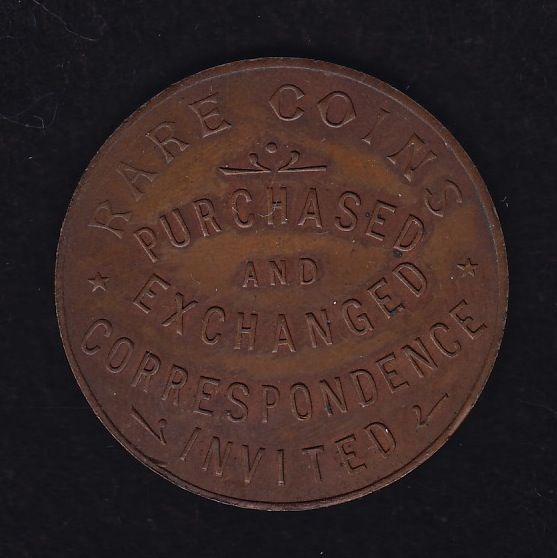 RARE COINS
PURCHASED
AND
EXCHANGED
CORRESPONDENCE
INVITED